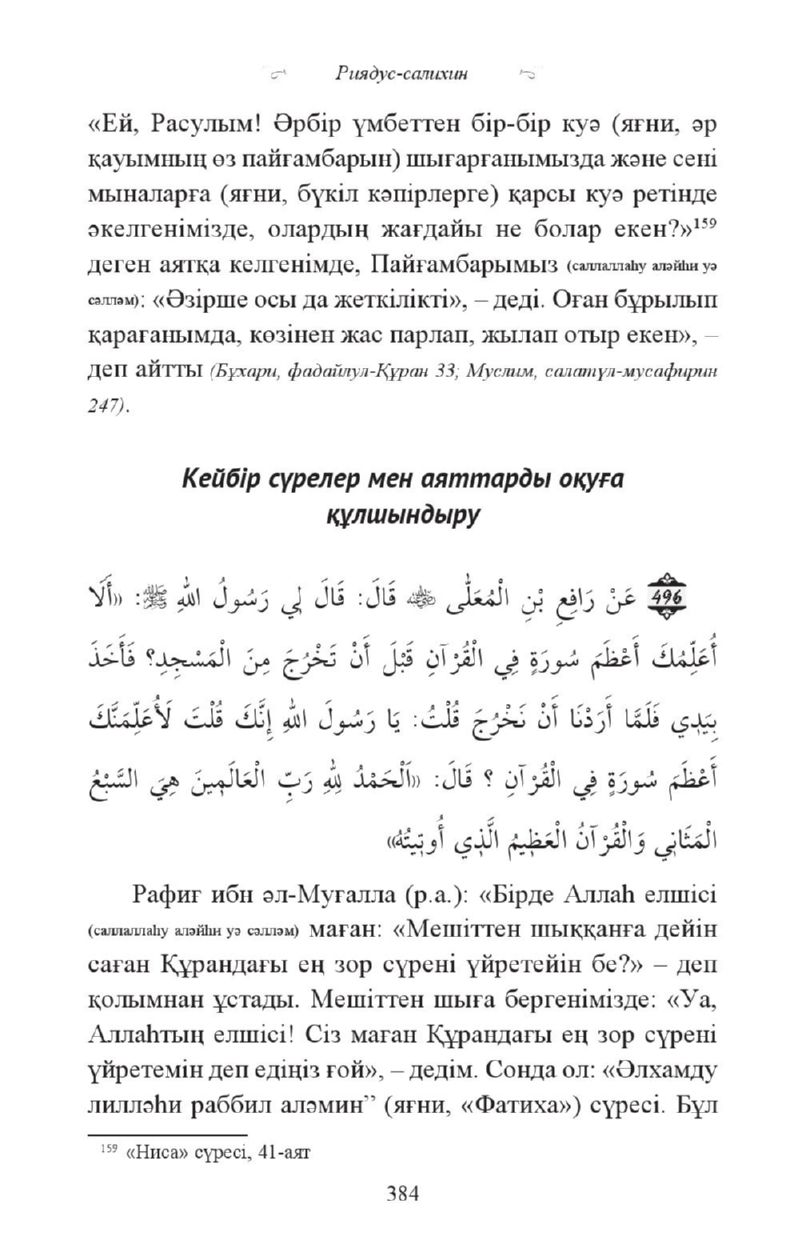 Риядус-салихин
«Ей, Расулым! Әрбір үмбеттен бір-бір куә (яғни, әр
қауымның өз пайғамбарын) шығарғанымызда және сені
мыналарға (яғни, бүкіл кәпірлерге) қарсы куә ретінде
әкелгенімізде, олардың жағдайы не болар екен?»¹⁵⁹
деген аятқа келгенімде, Пайғамбарымыз (саллаллаһу аләйһи уә
сәлләм): «Әзірше осы да жеткілікті», – деді. Оған бұрылып
қарағанымда, көзінен жас парлап, жылап отыр екен», –
деп айтты (Бұхари, фадайлул-Құран 33; Муслим, салатүл-мусафирин
247).
Кейбір сүрелер мен аяттарды оқуға
құлшындыру
496 عَنْ رَافِعِ بْنِ الْمُعَلّٰى ﵁ قَالَ: قَالَ لِي رَسُولُ اللهِ ﷺ: «أَلَا
أُعَلِّمُكَ أَعْظَمَ سُورَةٍ فِي الْقُرْآنِ قَبْلَ أَنْ تَخْرُجَ مِنَ الْمَسْجِدِ؟ فَأَخَذَ
بِيَدِي فَلَمَّا أَرَدْنَا أَنْ نَخْرُجَ قُلْتُ: يَا رَسُولَ اللهِ إِنَّكَ قُلْتَ لَأُعَلِّمَنَّكَ
أَعْظَمَ سُورَةٍ فِي الْقُرْآنِ ؟ قَالَ: «اَلْحَمْدُ لِلّٰهِ رَبِّ الْعَالَمِينَ هِيَ السَّبْعُ
الْمَثَانِي وَالْقُرْآنُ الْعَظِيمُ الَّذِي أُوتِيتُهُ»
Рафиғ ибн әл-Муғалла (р.а.): «Бірде Аллаһ елшісі
(саллаллаһу аләйһи уә сәлләм) маған: «Мешіттен шыққанға дейін
саған Құрандағы ең зор сүрені үйретейін бе?» – деп
қолымнан ұстады. Мешіттен шыға бергенімізде: «Уа,
Аллаһтың елшісі! Сіз маған Құрандағы ең зор сүрені
үйретемін деп едіңіз ғой», – дедім. Сонда ол: «Әлхамду
лилләһи раббил аләмин” (яғни, «Фатиха») сүресі. Бұл
¹⁵⁹ «Ниса» сүресі, 41-аят
384